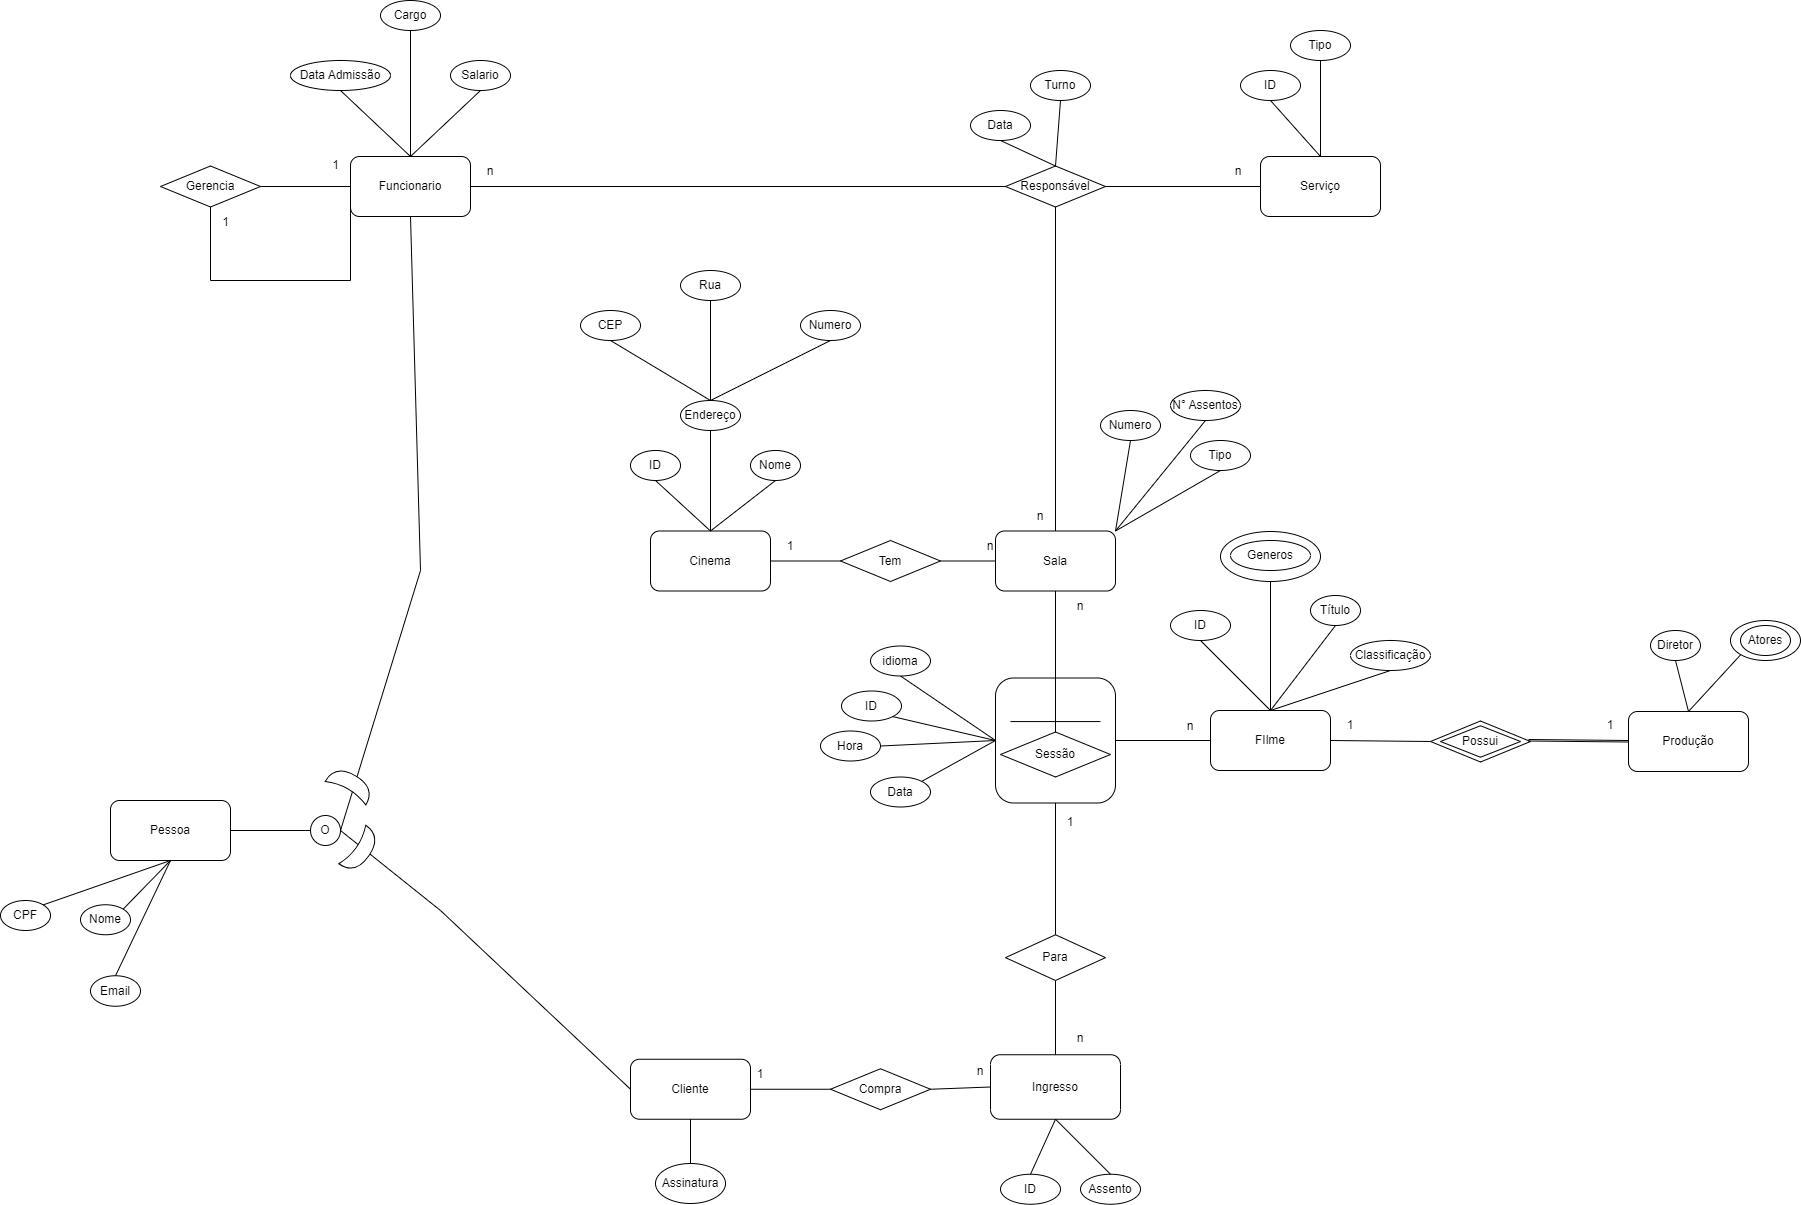 Cargo
Data Admissão
Salario
Tipo
ID
Turno
Data
1
n
n
Gerencia
Funcionario
Responsável
Serviço
1
Rua
CEP
Numero
Endereço
N° Assentos
Numero
Tipo
ID
Nome
n
1
n
Cinema
Tem
Sala
Generos
n
ID
Título
Classificação
Diretor
Atores
idioma
ID
Hora
n
1
1
FIlme
Possui
Produção
Sessão
Data
1
Pessoa
O
CPF
Nome
Para
Email
n
1
n
Cliente
Compra
Ingresso
Assinatura
ID
Assento